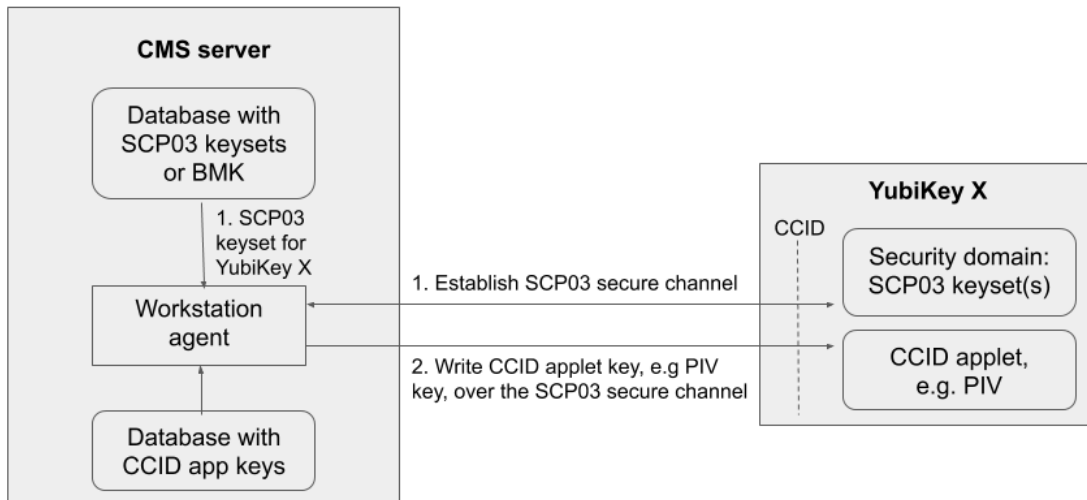 CMS server
Database with
SCP03 keysets
or BMK
1. SCP03
keyset for
YubiKey X
Workstation
agent
Database with
CCID app keys
1. Establish SCP03 secure channel
2. Write CCID applet key, e.g PIV
key, over the SCP03 secure channel
YubiKey X
CCID
Security domain:
SCP03 keyset(s)
CCID applet,
e.g. PIV